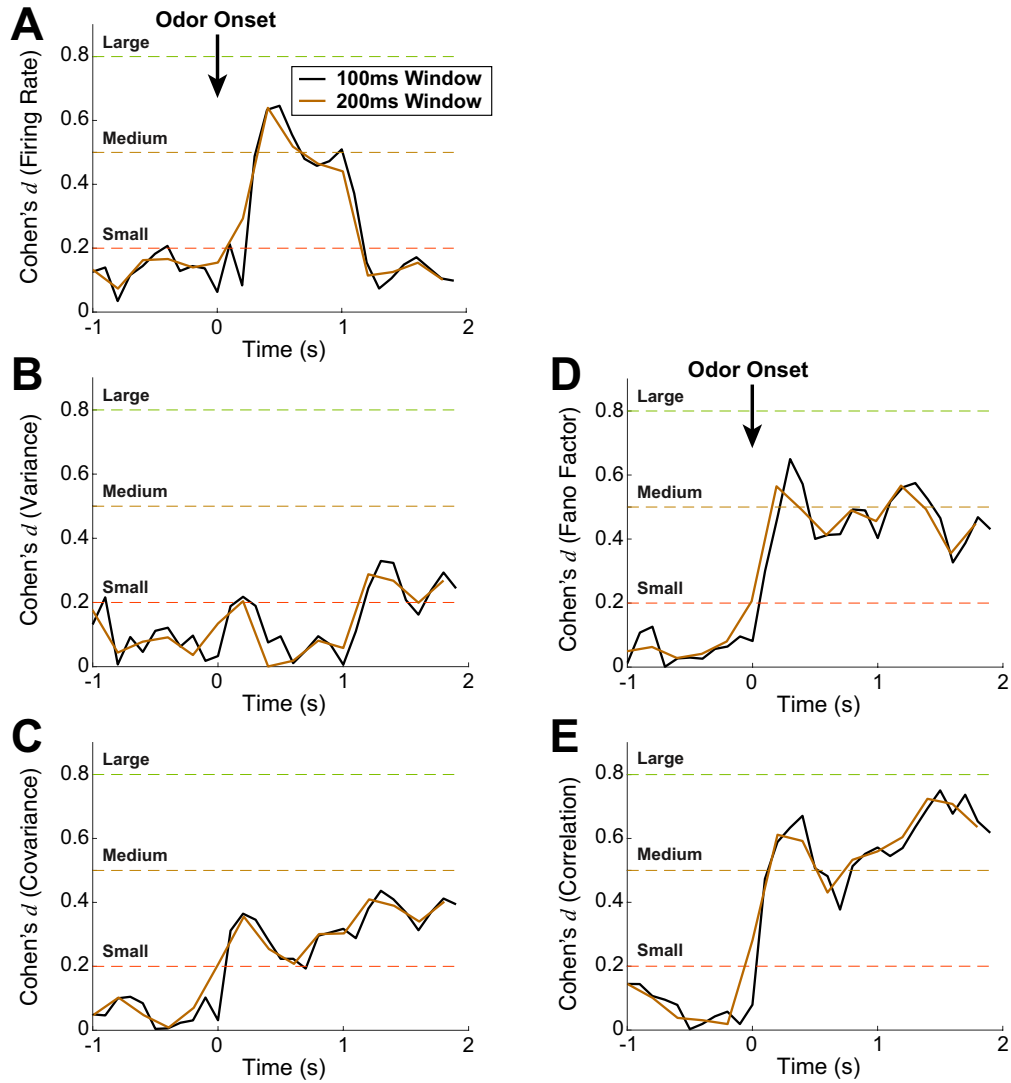 A
Odor Onset
Large
0.8
100ms Window
200ms Window
0.6
Medium
0.4
Small
0.2
0
-1
0
1
2
Time (s)
Cohen's d (Firing Rate)
B
Large
0.8
0.6
Medium
0.4
Small
0.2
0
-1
0
1
2
Time (s)
Cohen's d (Variance)
C
Large
0.8
0.6
Medium
0.4
Small
0.2
0
-1
0
1
2
Time (s)
Cohen's d (Covariance)
D
Odor Onset
Large
0.8
0.6
Medium
0.4
Small
0.2
0
-1
0
1
2
Time (s)
Cohen's d (Fano Factor)
E
Large
0.8
0.6
Medium
0.4
Small
0.2
0
-1
0
1
2
Time (s)
Cohen's d (Correlation)